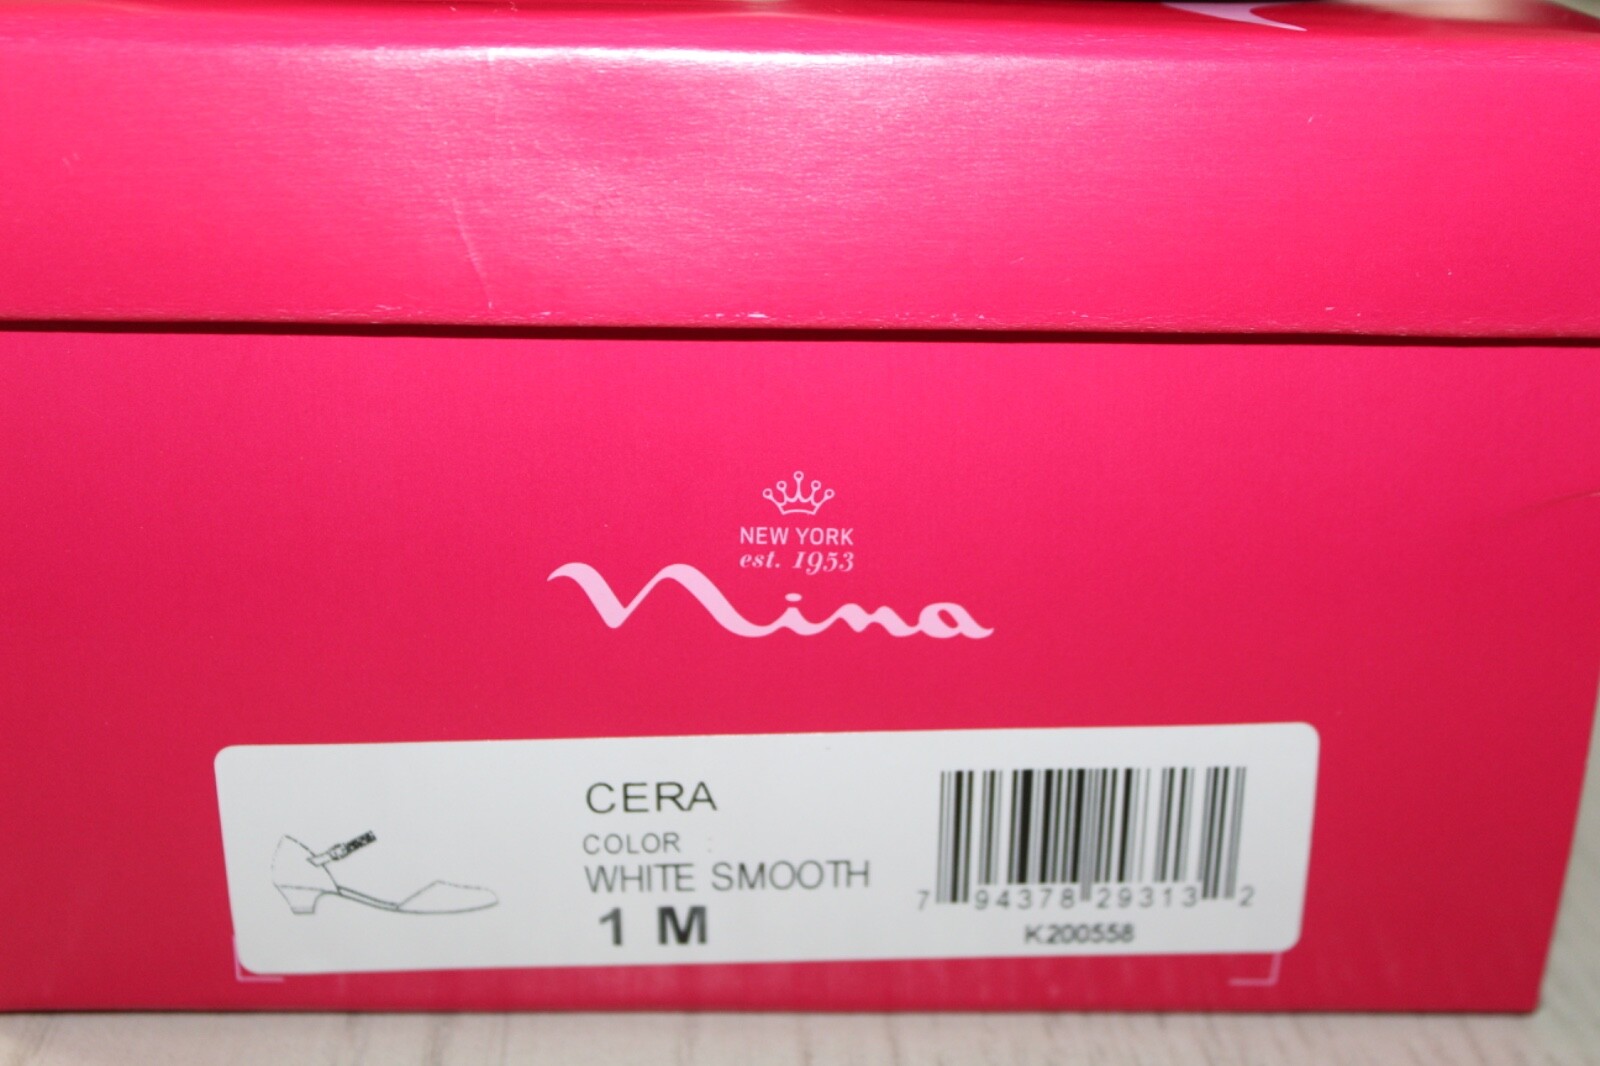 NEW YORK
est. 1953
nina
CERA
COLOR :
WHITE SMOOTH
1 M
7 94378 29313 2
K200558